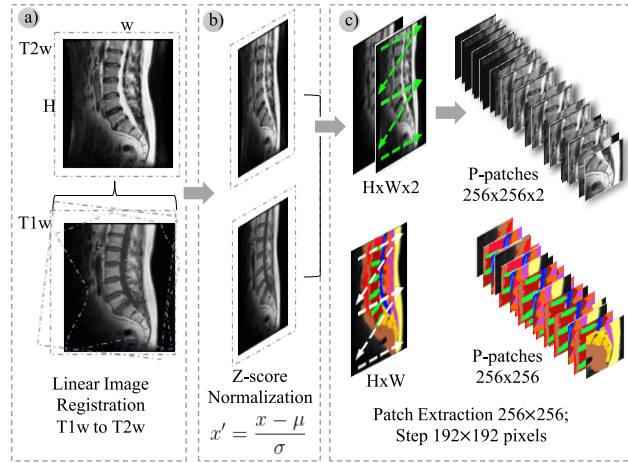 a)
w
T2w
H
T1w
Linear Image
Registration
T1w to T2w
b)
Z-score
Normalization
x′ = (x − μ) / σ
c)
HxWx2
P-patches
256x256x2
HxW
P-patches
256x256
Patch Extraction 256×256;
Step 192×192 pixels